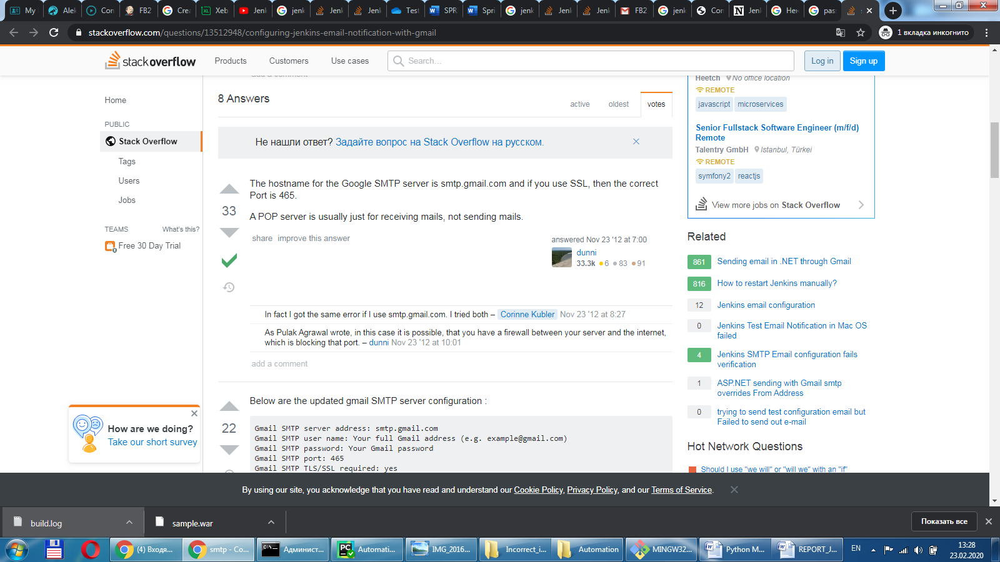 My
Alek
Con
FB2
Crea
Xeb
Jenk
jenk
Jenk
Jenk
Test
SPR
Spri
jenk
Jenk
Jenk
FB2
jenk
Con
Jenk
Нек
pass
s
stackoverflow.com/questions/13512948/configuring-jenkins-email-notification-with-gmail
1 вкладка инкогнито
stackoverflow
Products
Customers
Use cases
Search...
Log in
Sign up
add a comment
Home
PUBLIC
Stack Overflow
Tags
Users
Jobs
TEAMS
What's this?
Free 30 Day Trial
8 Answers
active
oldest
votes
Не нашли ответ? Задайте вопрос на Stack Overflow на русском.
The hostname for the Google SMTP server is smtp.gmail.com and if you use SSL, then the correct
Port is 465.
33
A POP server is usually just for receiving mails, not sending mails.
share improve this answer
answered Nov 23 '12 at 7:00
dunni
33.3k 6 83 91
In fact I got the same error if I use smtp.gmail.com. I tried both – Corinne Kubler Nov 23 '12 at 8:27
As Pulak Agrawal wrote, in this case it is possible, that you have a firewall between your server and the internet,
which is blocking that port. – dunni Nov 23 '12 at 10:01
add a comment
Below are the updated gmail SMTP server configuration :
22
Gmail SMTP server address: smtp.gmail.com
Gmail SMTP user name: Your full Gmail address (e.g. example@gmail.com)
Gmail SMTP password: Your Gmail password
Gmail SMTP port: 465
Gmail SMTP TLS/SSL required: yes
Heetch No office location
REMOTE
javascript microservices
Senior Fullstack Software Engineer (m/f/d)
Remote
Talentry GmbH Istanbul, Türkei
REMOTE
symfony2 reactjs
View more jobs on Stack Overflow
Related
861 Sending email in .NET through Gmail
816 How to restart Jenkins manually?
12 Jenkins email configuration
0 Jenkins Test Email Notification in Mac OS
failed
4 Jenkins SMTP Email configuration fails
verification
1 ASP.NET sending with Gmail smtp
overrides From Address
0 trying to send test configuration email but
Failed to send out e-mail
Hot Network Questions
Should I use "we will" or "will we" with an "if"
How are we doing?
Take our short survey
By using our site, you acknowledge that you have read and understand our Cookie Policy, Privacy Policy, and our Terms of Service.
build.log
sample.war
Показать все
(4) Входя...
smtp - Co...
Админист...
Automati...
IMG_2016...
Incorrect_i...
Automation
MINGW32...
Python M...
REPORT_J...
EN
13:28
23.02.2020